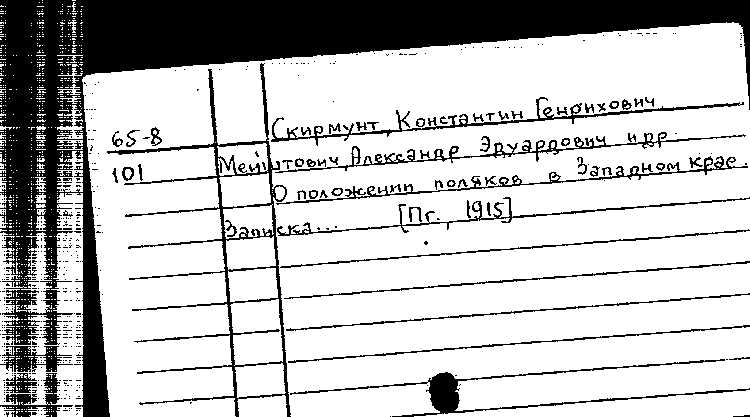 65-8 Скирмунт, Константин Генрихович.
101 Мейштович, Александр Эдуардович и др.
О положении поляков в Западном крае.
Записка... [Пг., 1915]